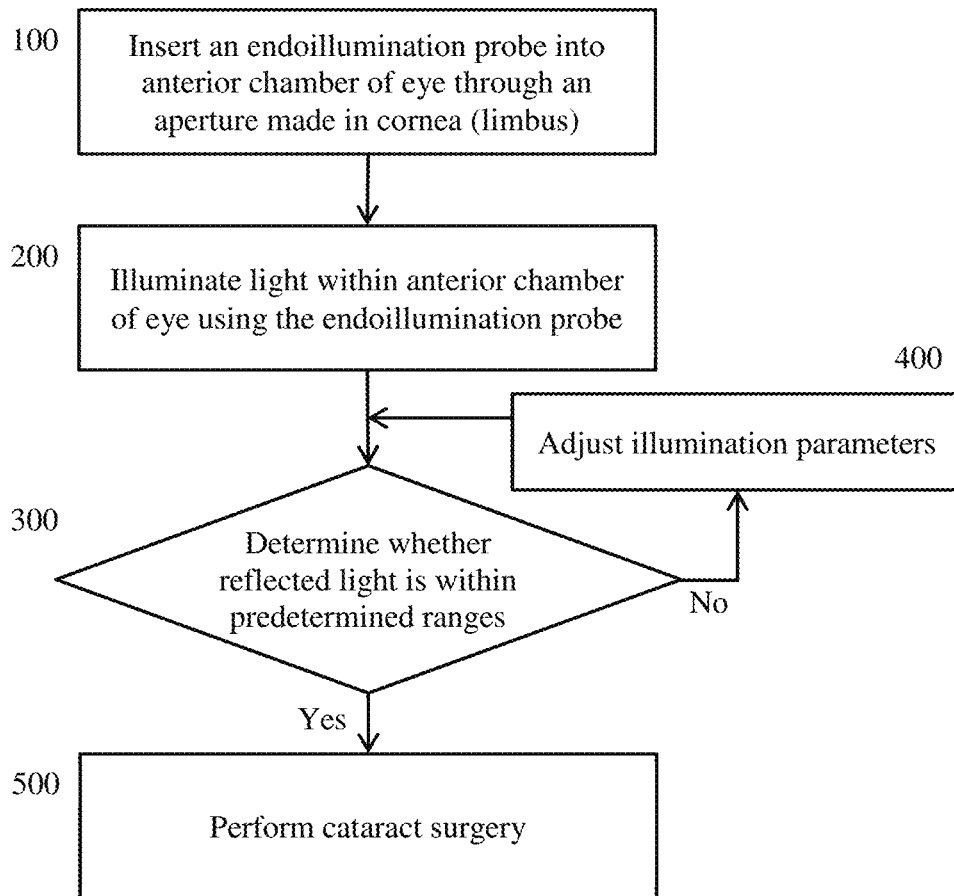 100
Insert an endoillumination probe into
anterior chamber of eye through an
aperture made in cornea (limbus)
200
Illuminate light within anterior chamber
of eye using the endoillumination probe
400
Adjust illumination parameters
300
Determine whether
reflected light is within
predetermined ranges
No
Yes
500
Perform cataract surgery